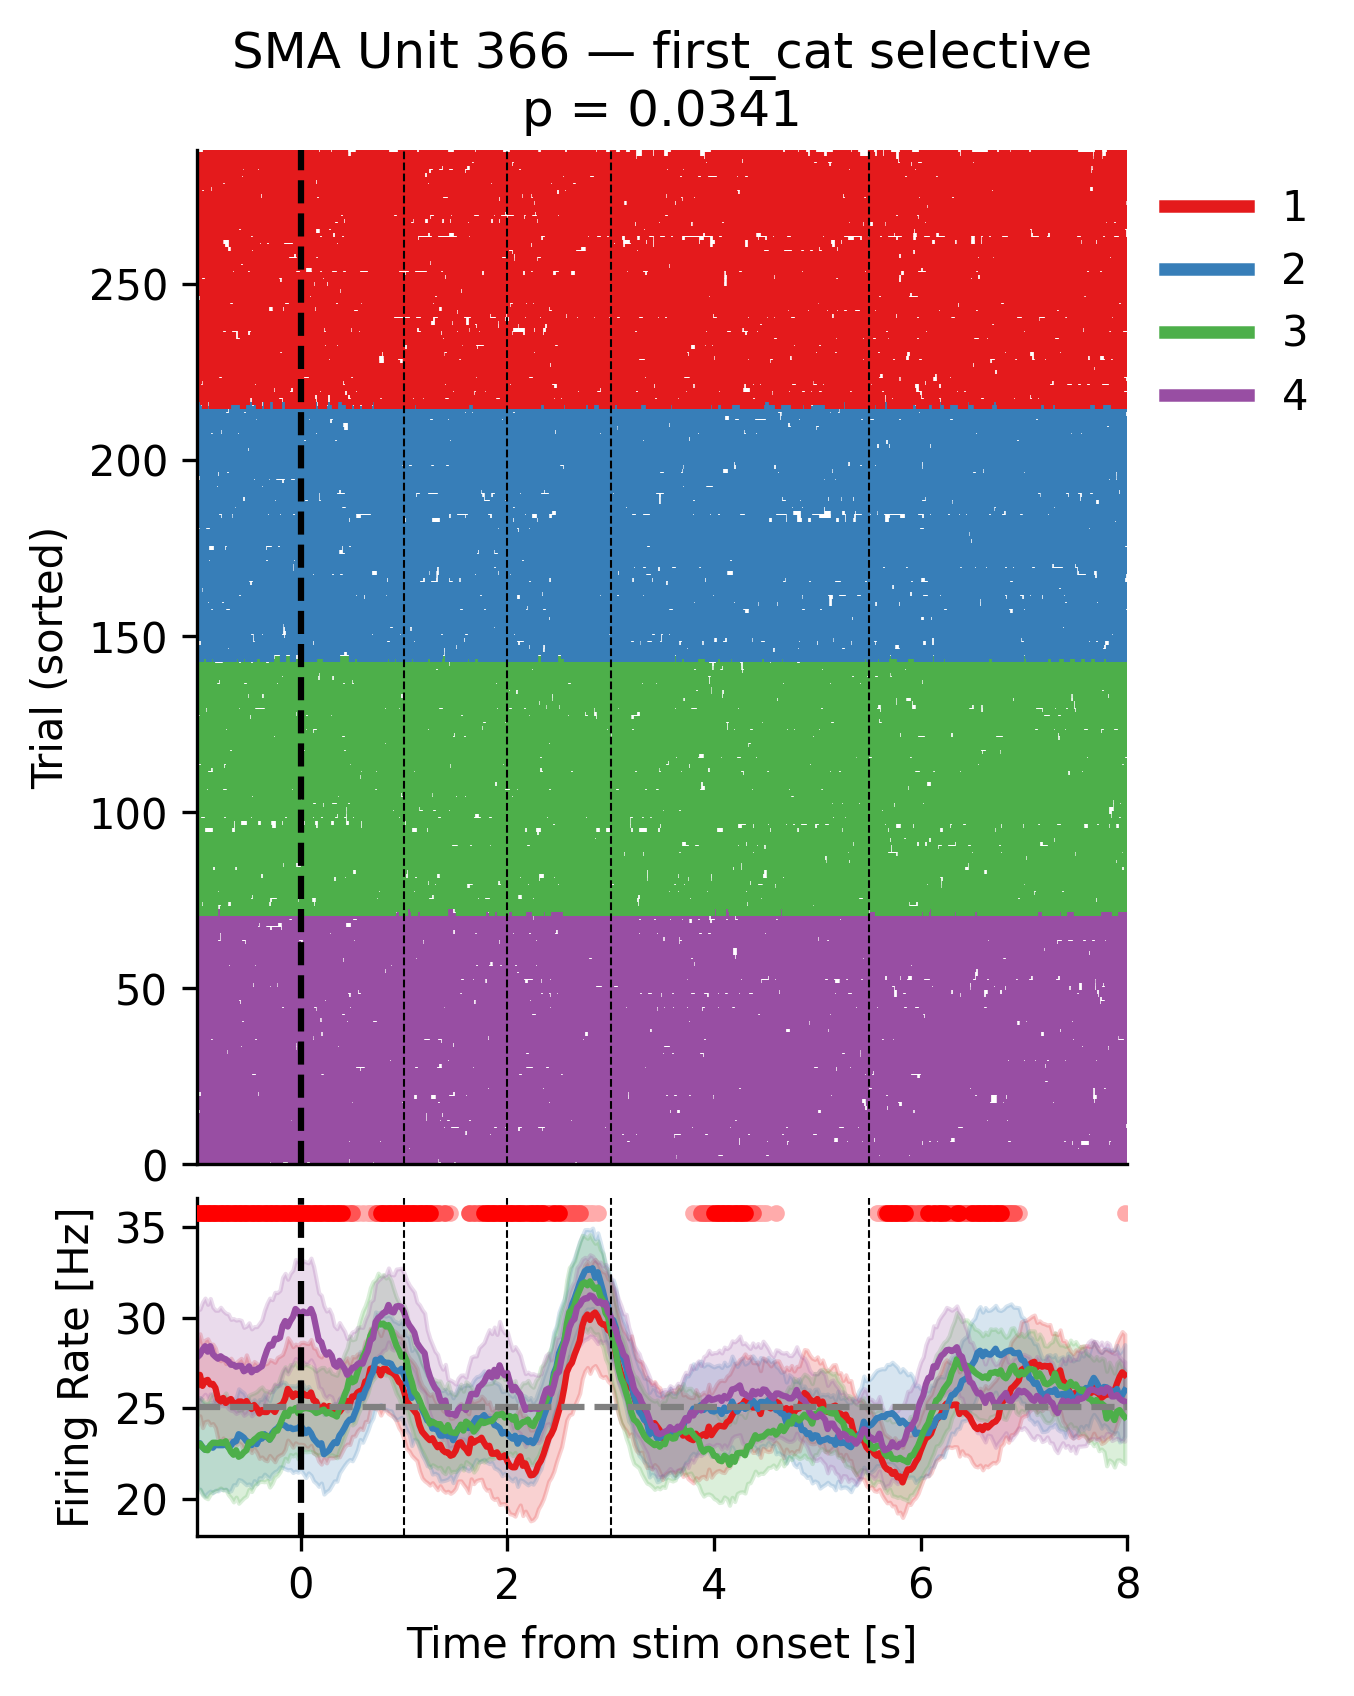 SMA Unit 366 — first_cat selective
p = 0.0341
1
2
3
4
250
200
150
100
50
0
Trial (sorted)
35
30
25
20
Firing Rate [Hz]
0 2 4 6 8
Time from stim onset [s]